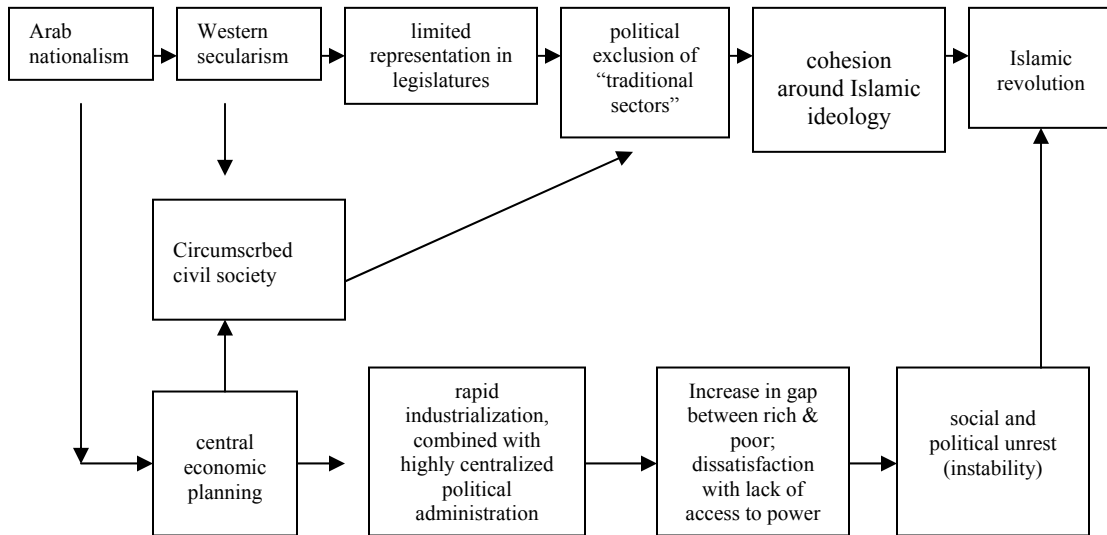 Arab
nationalism
Western
secularism
limited
representation in
legislatures
political
exclusion of
“traditional
sectors”
cohesion
around Islamic
ideology
Islamic
revolution
Circumscrbed
civil society
central
economic
planning
rapid
industrialization,
combined with
highly centralized
political
administration
Increase in gap
between rich &
poor;
dissatisfaction
with lack of
access to power
social and
political unrest
(instability)